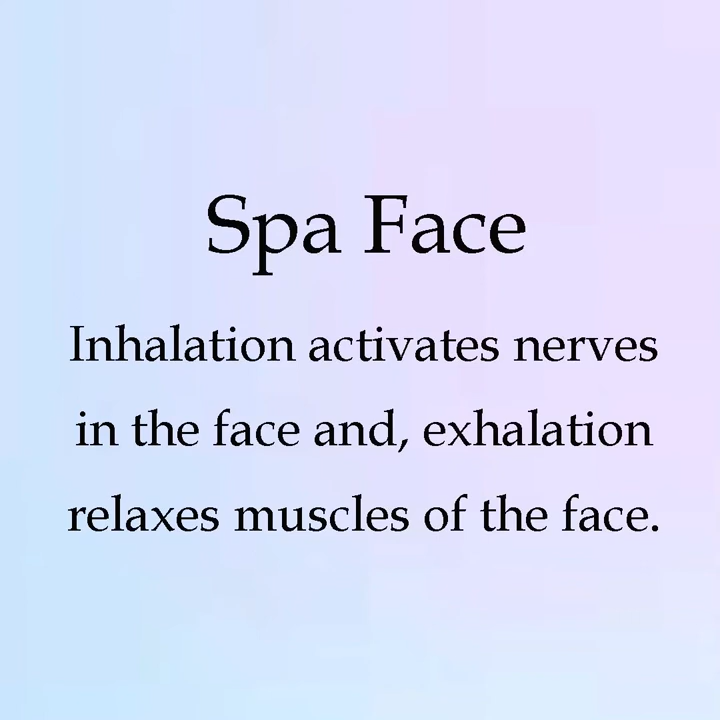 Spa Face
Inhalation activates nerves
in the face and, exhalation
relaxes muscles of the face.